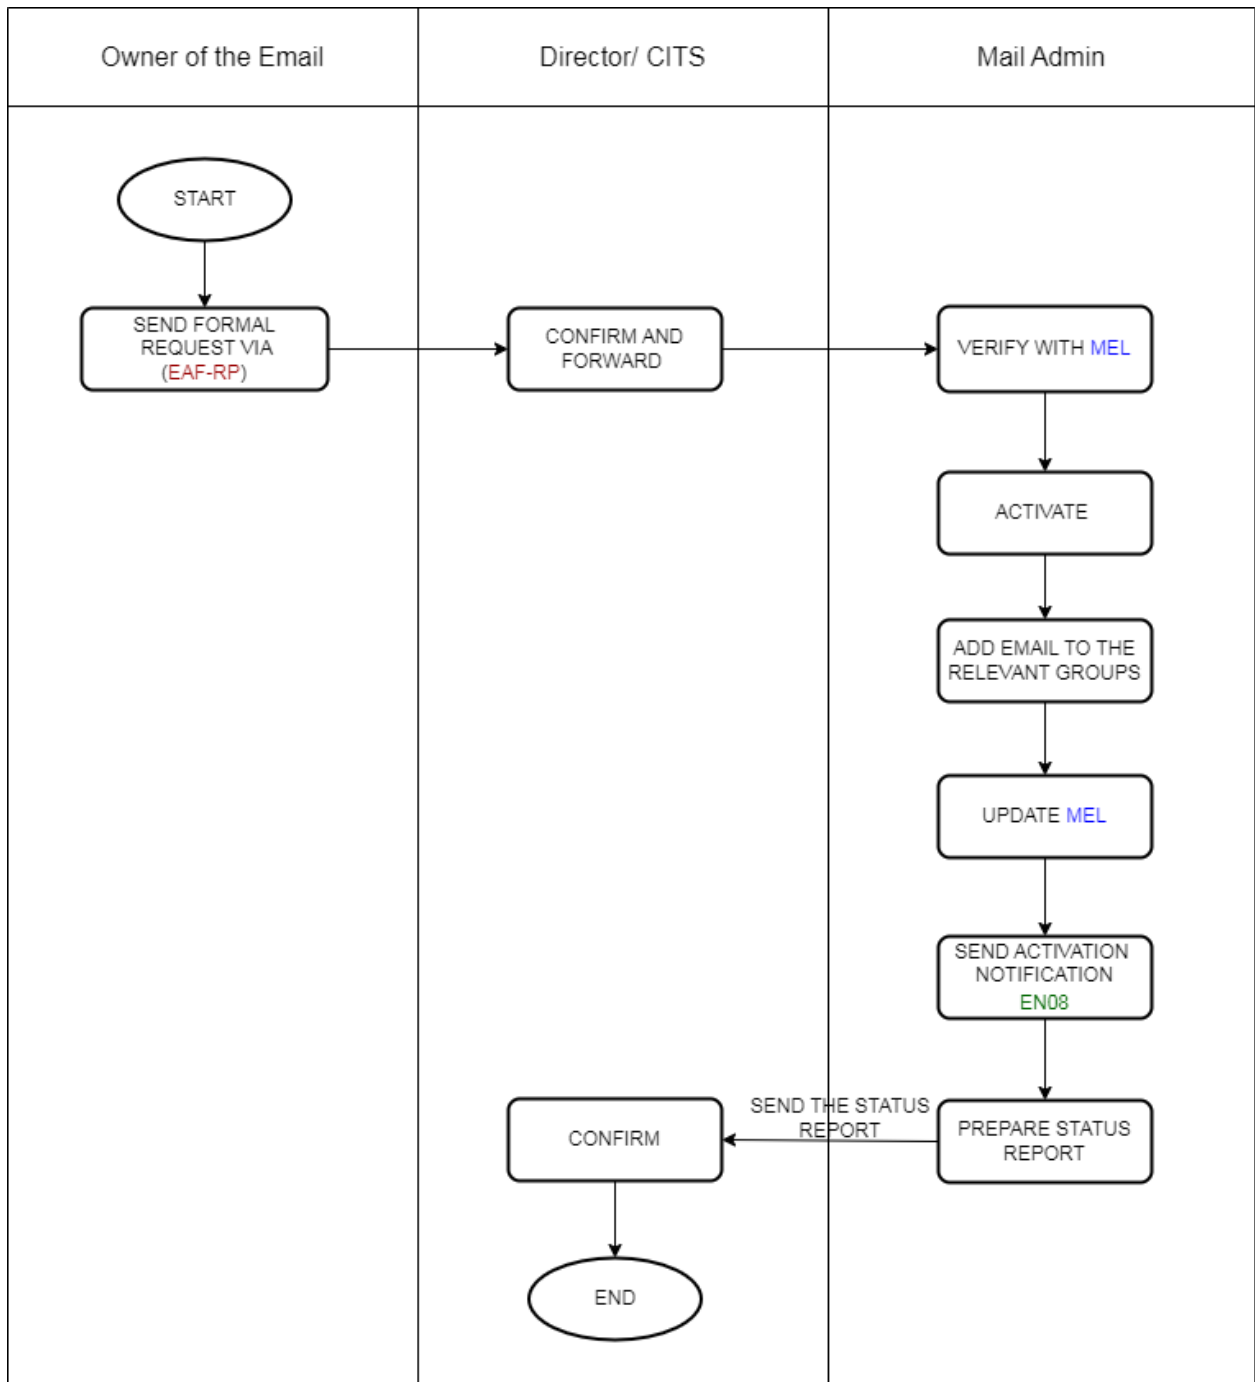 Owner of the Email
Director/ CITS
Mail Admin
START
SEND FORMAL
REQUEST VIA
(EAF-RP)
CONFIRM AND
FORWARD
VERIFY WITH MEL
ACTIVATE
ADD EMAIL TO THE
RELEVANT GROUPS
UPDATE MEL
SEND ACTIVATION
NOTIFICATION
EN08
PREPARE STATUS
REPORT
SEND THE STATUS
REPORT
CONFIRM
END